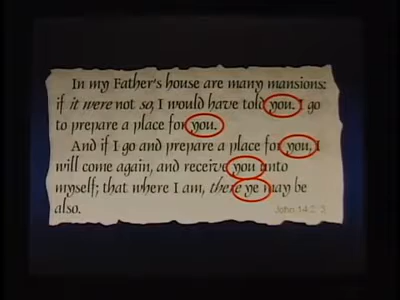 In my Father's house are many mansions:
if it were not so, I would have told you. I go
to prepare a place for you.
And if I go and prepare a place for you, I
will come again, and receive you unto
myself; that where I am, there ye may be
also.
John 14:2-3